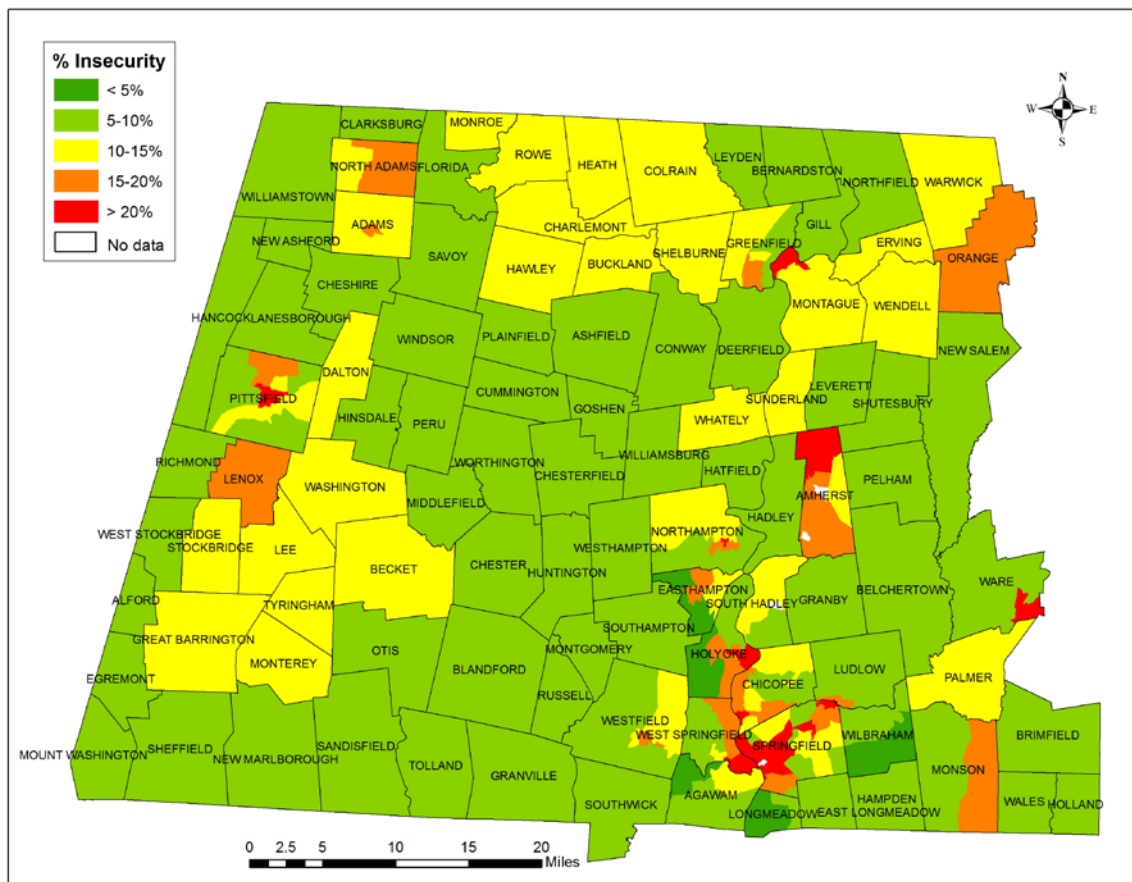 % Insecurity
< 5%
5-10%
10-15%
15-20%
> 20%
No data
N
W E
S
CLARKSBURG
MONROE
ROWE
HEATH
COLRAIN
LEYDEN
BERNARDSTON
NORTHFIELD
WARWICK
NORTH ADAMS
FLORIDA
WILLIAMSTOWN
ADAMS
CHARLEMONT
GREENFIELD
GILL
ERVING
ORANGE
NEW ASHFORD
SAVOY
HAWLEY
BUCKLAND
SHELBURNE
CHESHIRE
MONTAGUE
WENDELL
HANCOCK
LANESBOROUGH
WINDSOR
PLAINFIELD
ASHFIELD
CONWAY
DEERFIELD
NEW SALEM
DALTON
PITTSFIELD
CUMMINGTON
LEVERETT
SUNDERLAND
SHUTESBURY
GOSHEN
WHATELY
HINSDALE
PERU
RICHMOND
LENOX
WASHINGTON
WORTHINGTON
CHESTERFIELD
WILLIAMSBURG
HATFIELD
AMHERST
PELHAM
MIDDLEFIELD
HADLEY
WEST STOCKBRIDGE
STOCKBRIDGE
LEE
NORTHAMPTON
WESTHAMPTON
BECKET
CHESTER
HUNTINGTON
EASTHAMPTON
BELCHERTOWN
WARE
ALFORD
TYRINGHAM
SOUTH HADLEY
GRANBY
GREAT BARRINGTON
SOUTHAMPTON
MONTEREY
OTIS
BLANDFORD
MONTGOMERY
HOLYOKE
LUDLOW
EGREMONT
RUSSELL
CHICOPEE
PALMER
WESTFIELD
WEST SPRINGFIELD
SPRINGFIELD
WILBRAHAM
BRIMFIELD
MOUNT WASHINGTON
SHEFFIELD
NEW MARLBOROUGH
SANDISFIELD
TOLLAND
GRANVILLE
MONSON
SOUTHWICK
AGAWAM
LONGMEADOW
EAST LONGMEADOW
HAMPDEN
WALES
HOLLAND
0 2.5 5 10 15 20
Miles